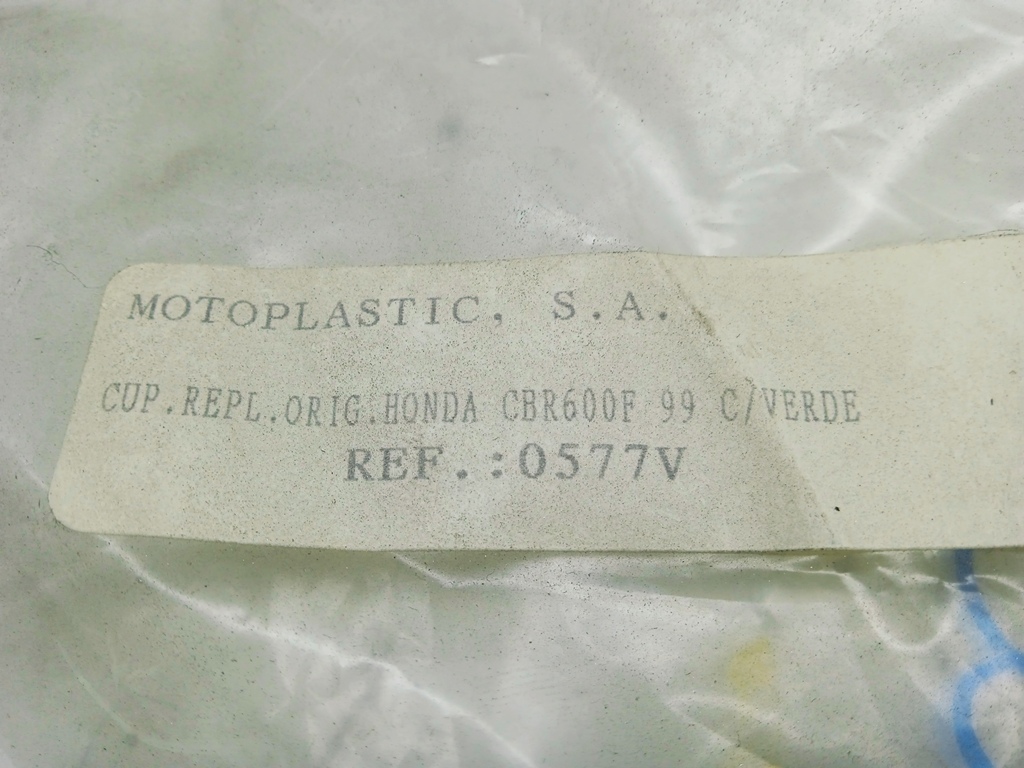 MOTOPLASTIC, S.A.
CUP.REPL.ORIG.HONDA CBR600F 99 C/VERDE
REF.:0577V